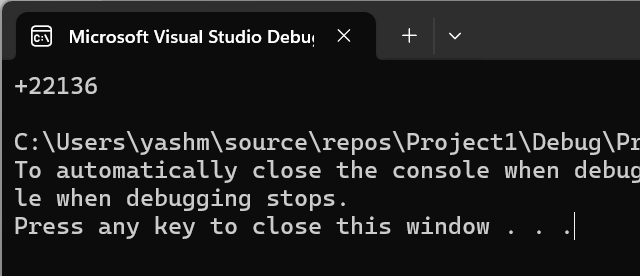 Microsoft Visual Studio Debu
+22136
C:\Users\yashm\source\repos\Project1\Debug\Pr
To automatically close the console when debug
le when debugging stops.
Press any key to close this window . . .